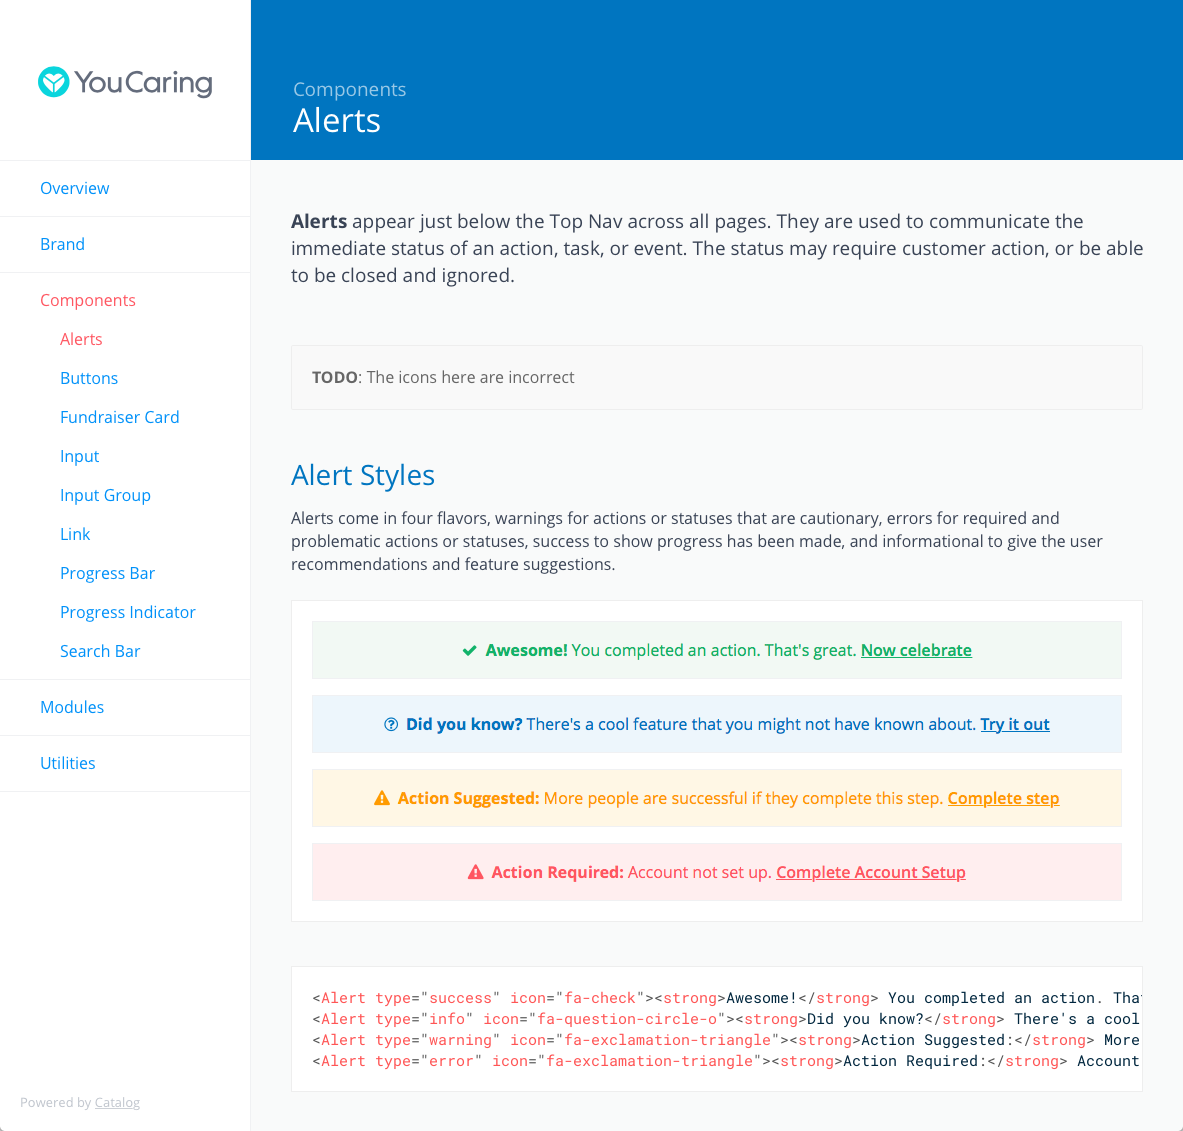 YouCaring
Components
Alerts
Overview
Brand
Components
Alerts
Buttons
Fundraiser Card
Input
Input Group
Link
Progress Bar
Progress Indicator
Search Bar
Modules
Utilities
Powered by Catalog
Alerts appear just below the Top Nav across all pages. They are used to communicate the
immediate status of an action, task, or event. The status may require customer action, or be able
to be closed and ignored.
TODO: The icons here are incorrect
Alert Styles
Alerts come in four flavors, warnings for actions or statuses that are cautionary, errors for required and
problematic actions or statuses, success to show progress has been made, and informational to give the user
recommendations and feature suggestions.
Awesome! You completed an action. That's great. Now celebrate
Did you know? There's a cool feature that you might not have known about. Try it out
Action Suggested: More people are successful if they complete this step. Complete step
Action Required: Account not set up. Complete Account Setup
<Alert type="success" icon="fa-check"><strong>Awesome!</strong> You completed an action. Tha
<Alert type="info" icon="fa-question-circle-o"><strong>Did you know?</strong> There's a cool
<Alert type="warning" icon="fa-exclamation-triangle"><strong>Action Suggested:</strong> More
<Alert type="error" icon="fa-exclamation-triangle"><strong>Action Required:</strong> Account